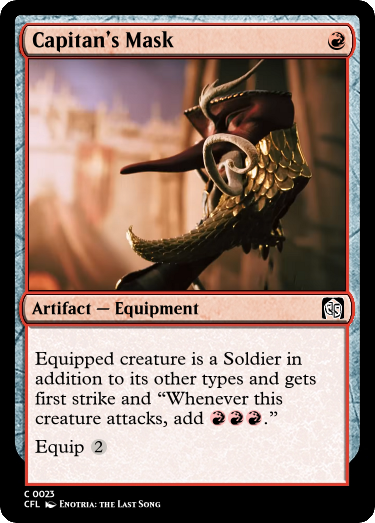 Capitan's Mask
Artifact — Equipment
Equipped creature is a Soldier in
addition to its other types and gets
first strike and “Whenever this
creature attacks, add .”
Equip 2
C 0023
CFL Enotria: the Last Song